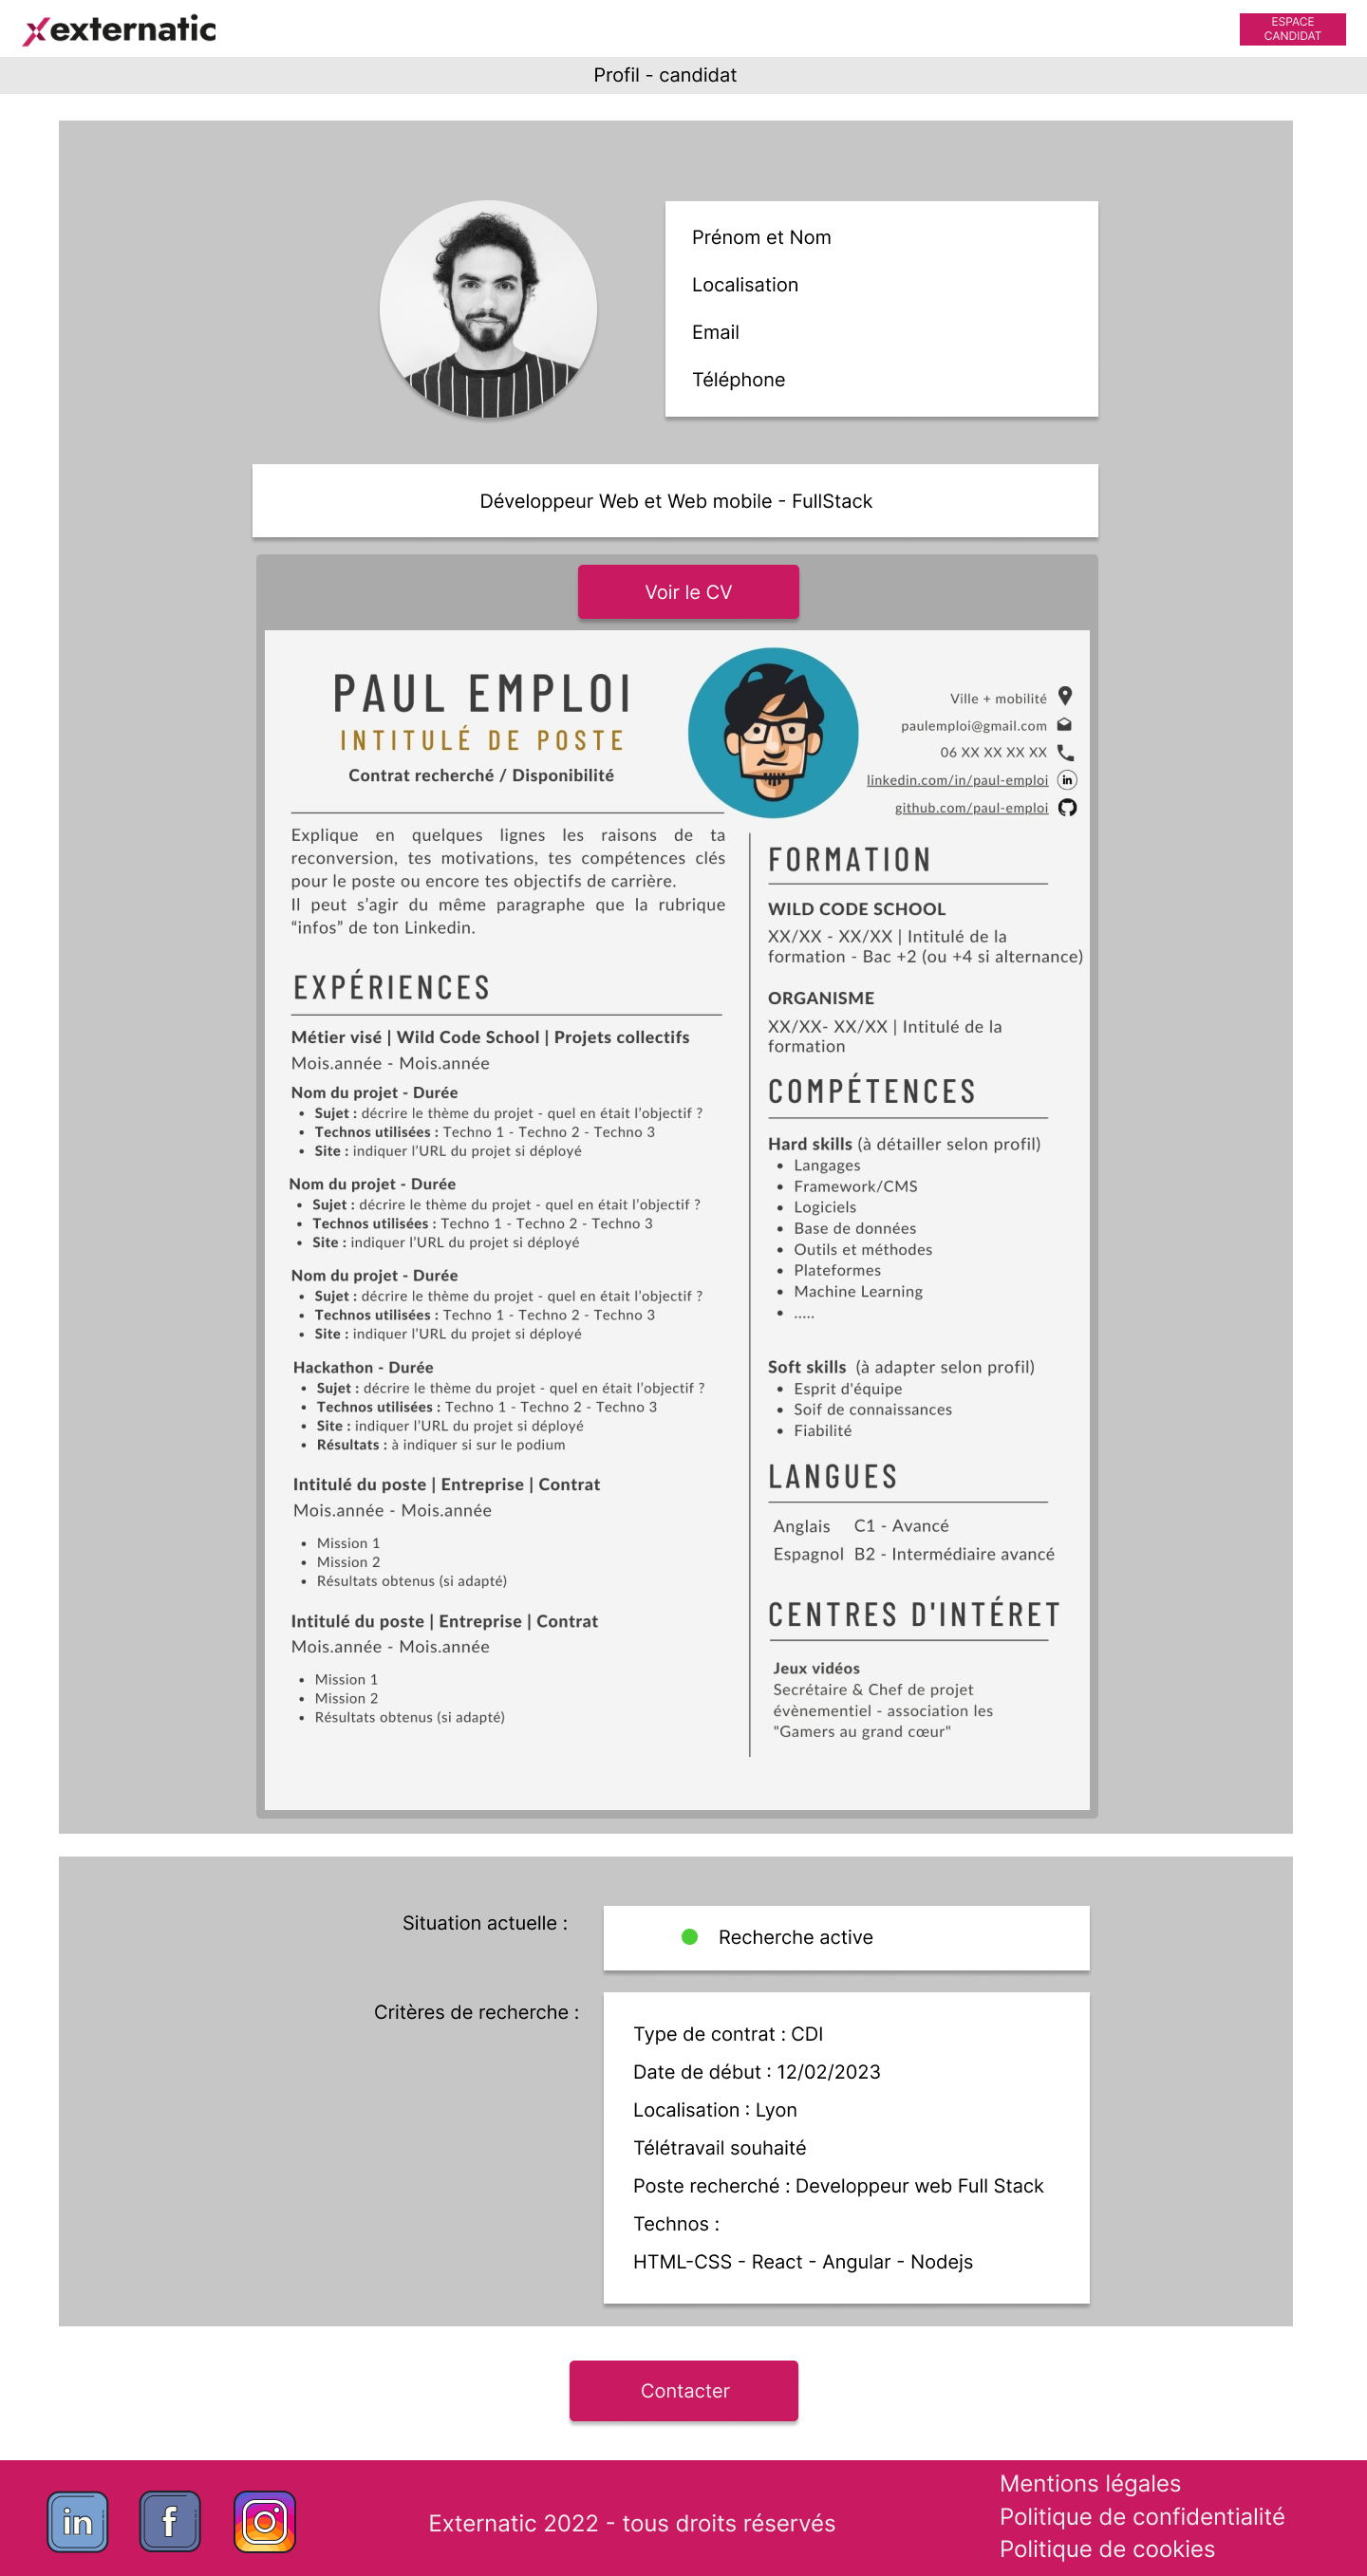 externatic
ESPACE
CANDIDAT
Profil - candidat
Prénom et Nom
Localisation
Email
Téléphone
Développeur Web et Web mobile - FullStack
Voir le CV
PAUL EMPLOI
INTITULÉ DE POSTE
Contrat recherché / Disponibilité
Ville + mobilité
paulemploi@gmail.com
06 XX XX XX XX
linkedin.com/in/paul-emploi
in
github.com/paul-emploi
Explique en quelques lignes les raisons de ta
reconversion, tes motivations, tes compétences clés
pour le poste ou encore tes objectifs de carrière.
Il peut s’agir du même paragraphe que la rubrique
“infos” de ton Linkedin.
EXPÉRIENCES
Métier visé | Wild Code School | Projets collectifs
Mois.année - Mois.année
Nom du projet - Durée
• Sujet : décrire le thème du projet - quel en était l’objectif ?
• Technos utilisées : Techno 1 - Techno 2 - Techno 3
• Site : indiquer l’URL du projet si déployé
Nom du projet - Durée
• Sujet : décrire le thème du projet - quel en était l’objectif ?
• Technos utilisées : Techno 1 - Techno 2 - Techno 3
• Site : indiquer l’URL du projet si déployé
Nom du projet - Durée
• Sujet : décrire le thème du projet - quel en était l’objectif ?
• Technos utilisées : Techno 1 - Techno 2 - Techno 3
• Site : indiquer l’URL du projet si déployé
Hackathon - Durée
• Sujet : décrire le thème du projet - quel en était l’objectif ?
• Technos utilisées : Techno 1 - Techno 2 - Techno 3
• Site : indiquer l’URL du projet si déployé
• Résultats : à indiquer si sur le podium
Intitulé du poste | Entreprise | Contrat
Mois.année - Mois.année
• Mission 1
• Mission 2
• Résultats obtenus (si adapté)
Intitulé du poste | Entreprise | Contrat
Mois.année - Mois.année
• Mission 1
• Mission 2
• Résultats obtenus (si adapté)
FORMATION
WILD CODE SCHOOL
XX/XX - XX/XX | Intitulé de la
formation - Bac +2 (ou +4 si alternance)
ORGANISME
XX/XX- XX/XX | Intitulé de la
formation
COMPÉTENCES
Hard skills (à détailler selon profil)
• Langages
• Framework/CMS
• Logiciels
• Base de données
• Outils et méthodes
• Plateformes
• Machine Learning
• .....
Soft skills (à adapter selon profil)
• Esprit d'équipe
• Soif de connaissances
• Fiabilité
LANGUES
Anglais C1 - Avancé
Espagnol B2 - Intermédiaire avancé
CENTRES D'INTÉRET
Jeux vidéos
Secrétaire & Chef de projet
évènementiel - association les
"Gamers au grand cœur"
Situation actuelle :
Recherche active
Critères de recherche :
Type de contrat : CDI
Date de début : 12/02/2023
Localisation : Lyon
Télétravail souhaité
Poste recherché : Developpeur web Full Stack
Technos :
HTML-CSS - React - Angular - Nodejs
Contacter
in
f
Externatic 2022 - tous droits réservés
Mentions légales
Politique de confidentialité
Politique de cookies